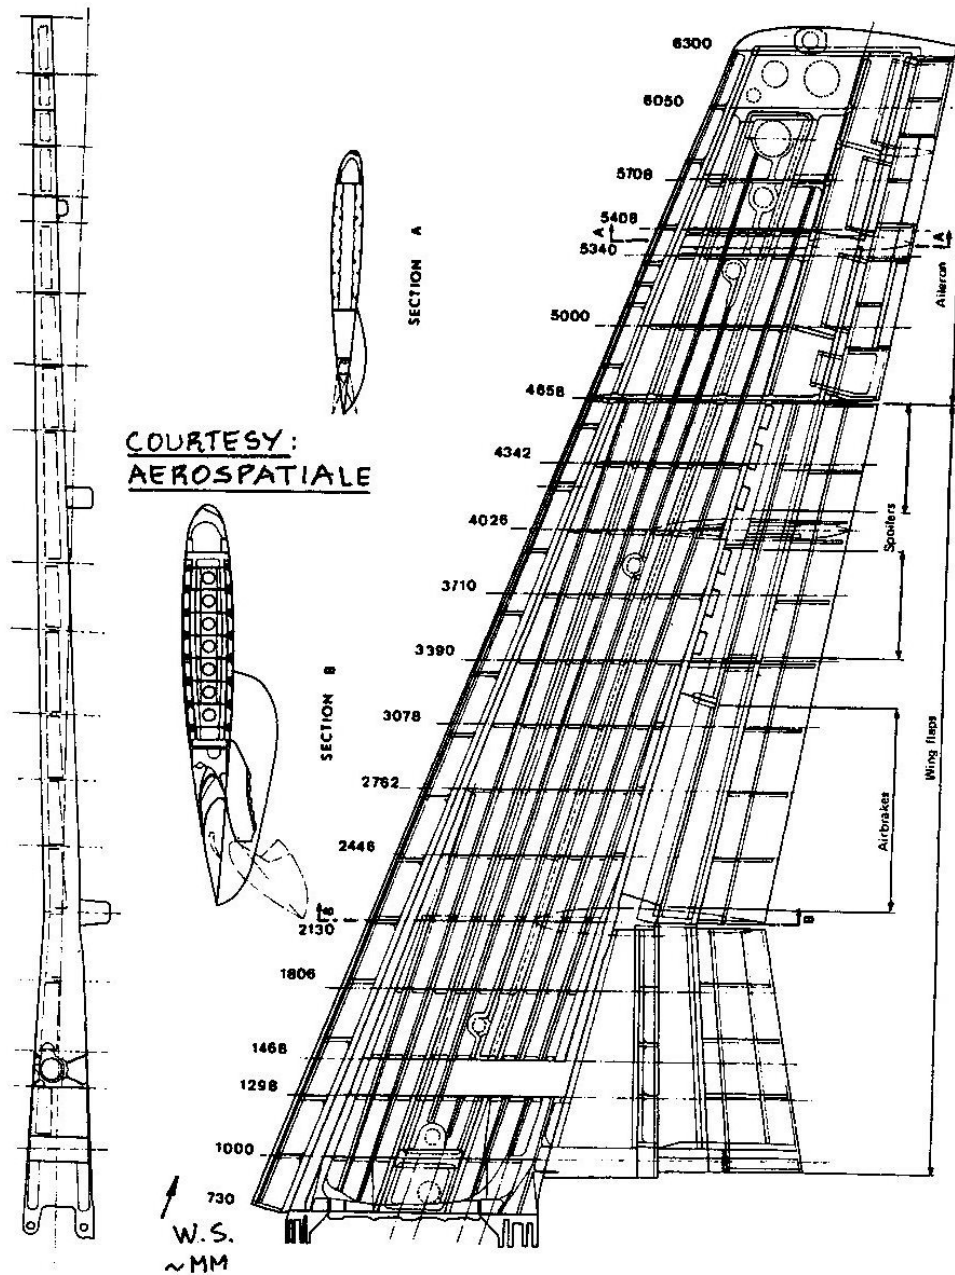 6300
6050
5708
5408
A
A
5340
Aileron
SECTION A
5000
4658
COURTESY:
AEROSPATIALE
4342
Spoilers
4026
3710
3390
SECTION B
3078
Wing flaps
2762
Airbrakes
2446
B
B
2130
1806
1468
1298
1000
730
W.S.
~MM